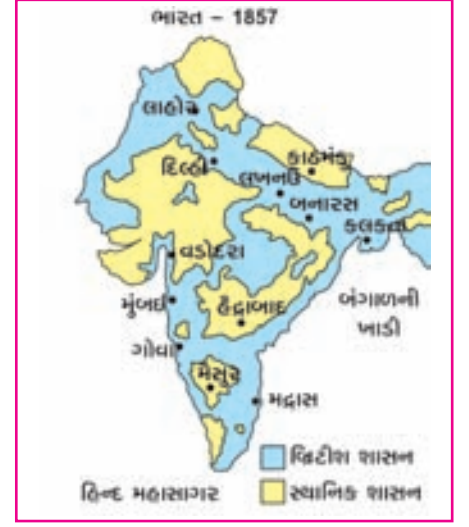 ભારત – 1857
લાહોર
દિલ્હી
કાઠમંડુ
લખનઉ
બનારસ
કલકત્તા
વડોદરા
મુંબઈ
હૈદ્રાબાદ
બંગાળની
ખાડી
ગોવા
મૈસુર
મદ્રાસ
બ્રિટીશ શાસન
હિન્દ મહાસાગર
સ્થાનિક શાસન